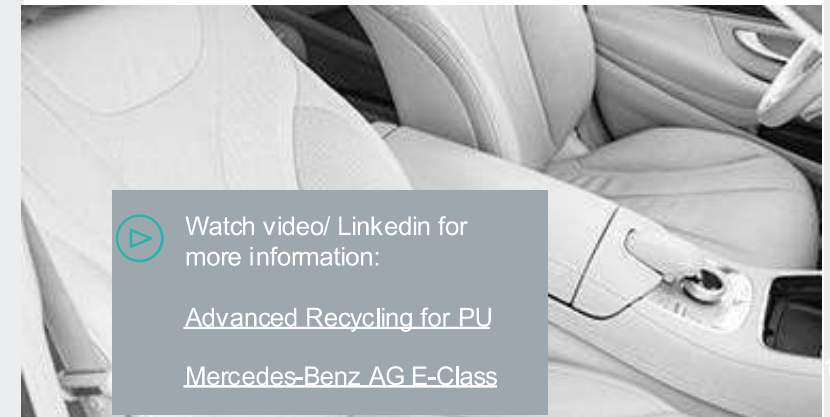 Watch video/ Linkedin for
more information:
Advanced Recycling for PU
Mercedes-Benz AG E-Class